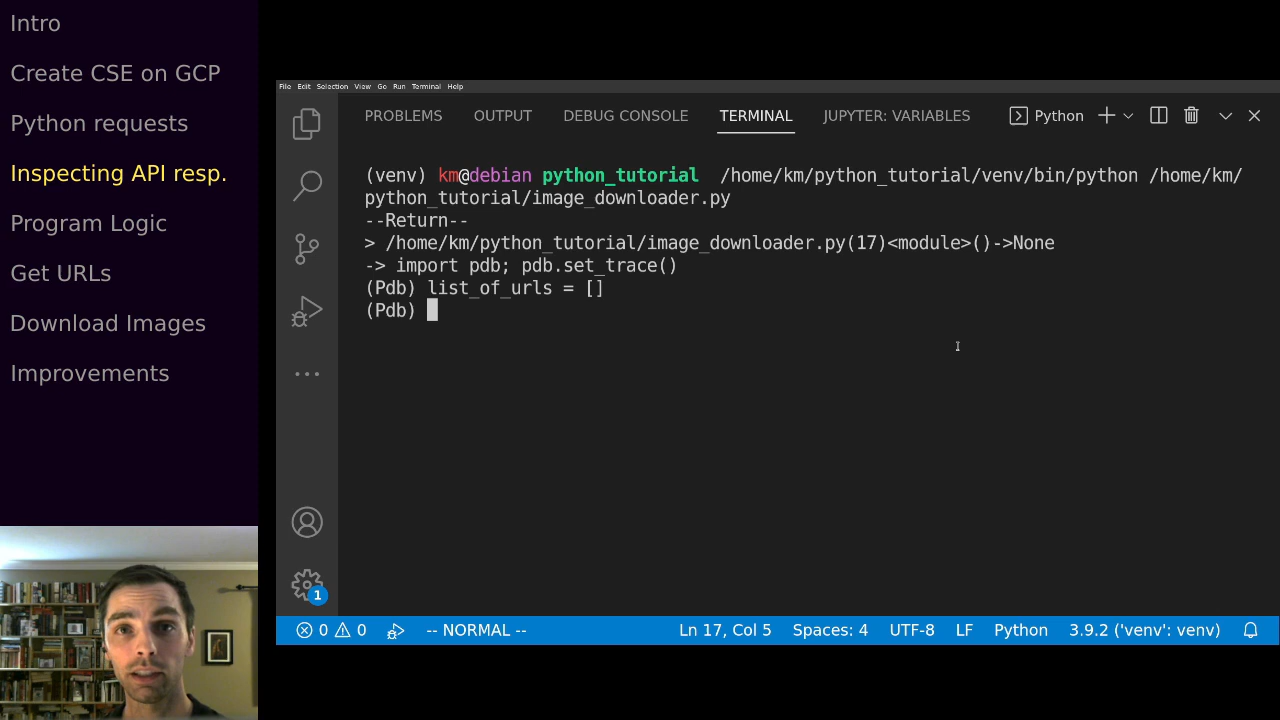 Intro
Create CSE on GCP
Python requests
Inspecting API resp.
Program Logic
Get URLs
Download Images
Improvements
File Edit Selection View Go Run Terminal Help
PROBLEMS OUTPUT DEBUG CONSOLE TERMINAL JUPYTER: VARIABLES Python
(venv) km@debian python_tutorial /home/km/python_tutorial/venv/bin/python /home/km/
python_tutorial/image_downloader.py
--Return--
> /home/km/python_tutorial/image_downloader.py(17)<module>()->None
-> import pdb; pdb.set_trace()
(Pdb) list_of_urls = []
(Pdb)
1
0 0 -- NORMAL -- Ln 17, Col 5 Spaces: 4 UTF-8 LF Python 3.9.2 ('venv': venv)